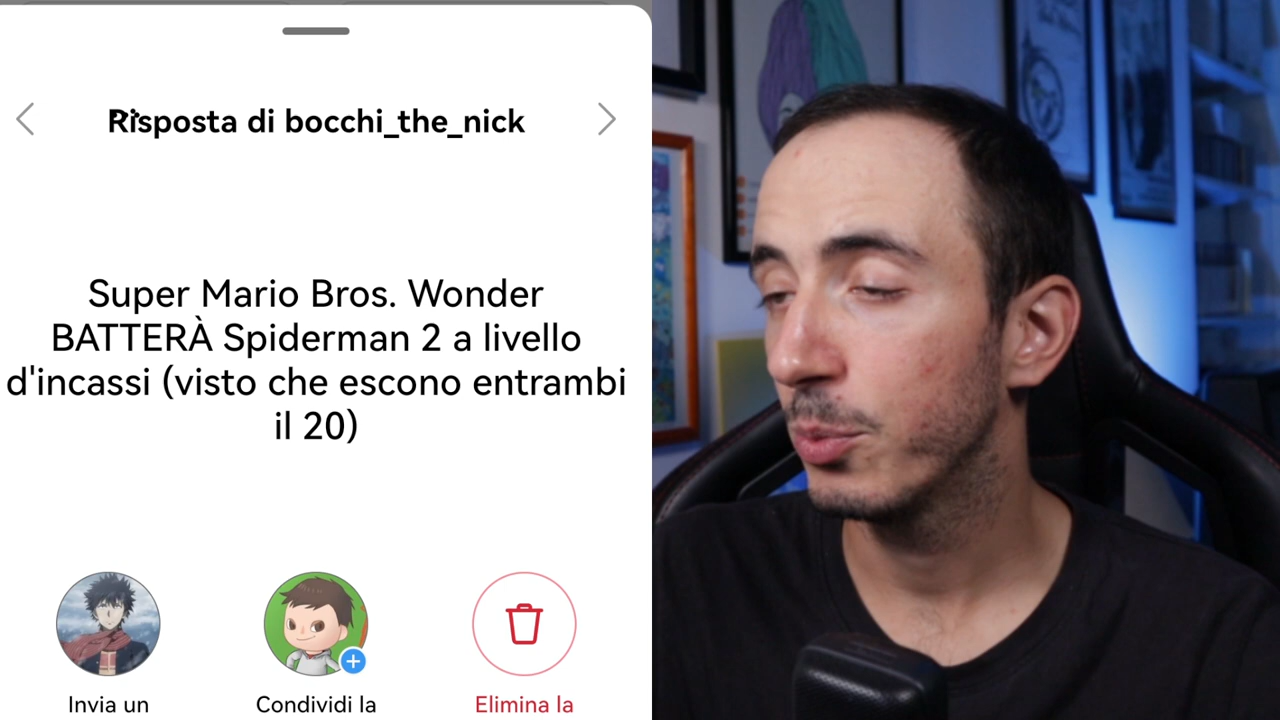 Risposta di bocchi_the_nick
Super Mario Bros. Wonder
BATTERÀ Spiderman 2 a livello
d'incassi (visto che escono entrambi
il 20)
Invia un
Condividi la
Elimina la